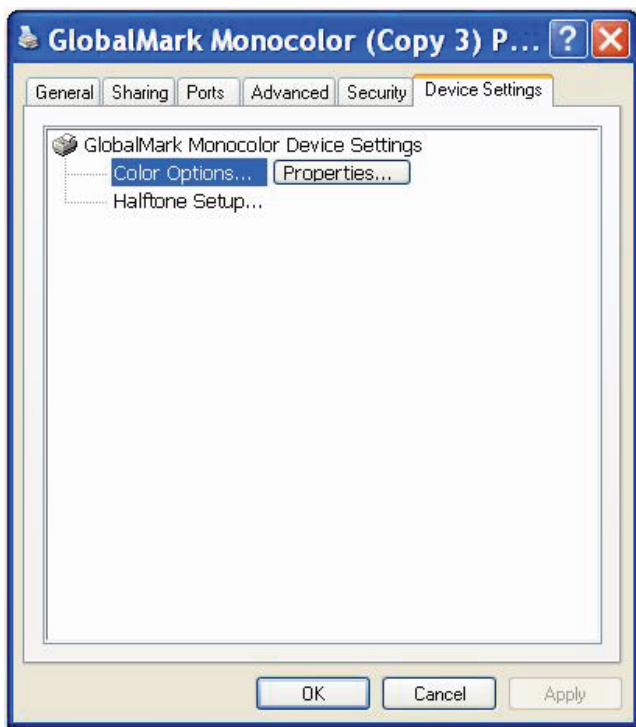 GlobalMark Monocolor (Copy 3) P... ?
General Sharing Ports Advanced Security Device Settings
GlobalMark Monocolor Device Settings
Color Options... Properties...
Halftone Setup...
OK Cancel Apply